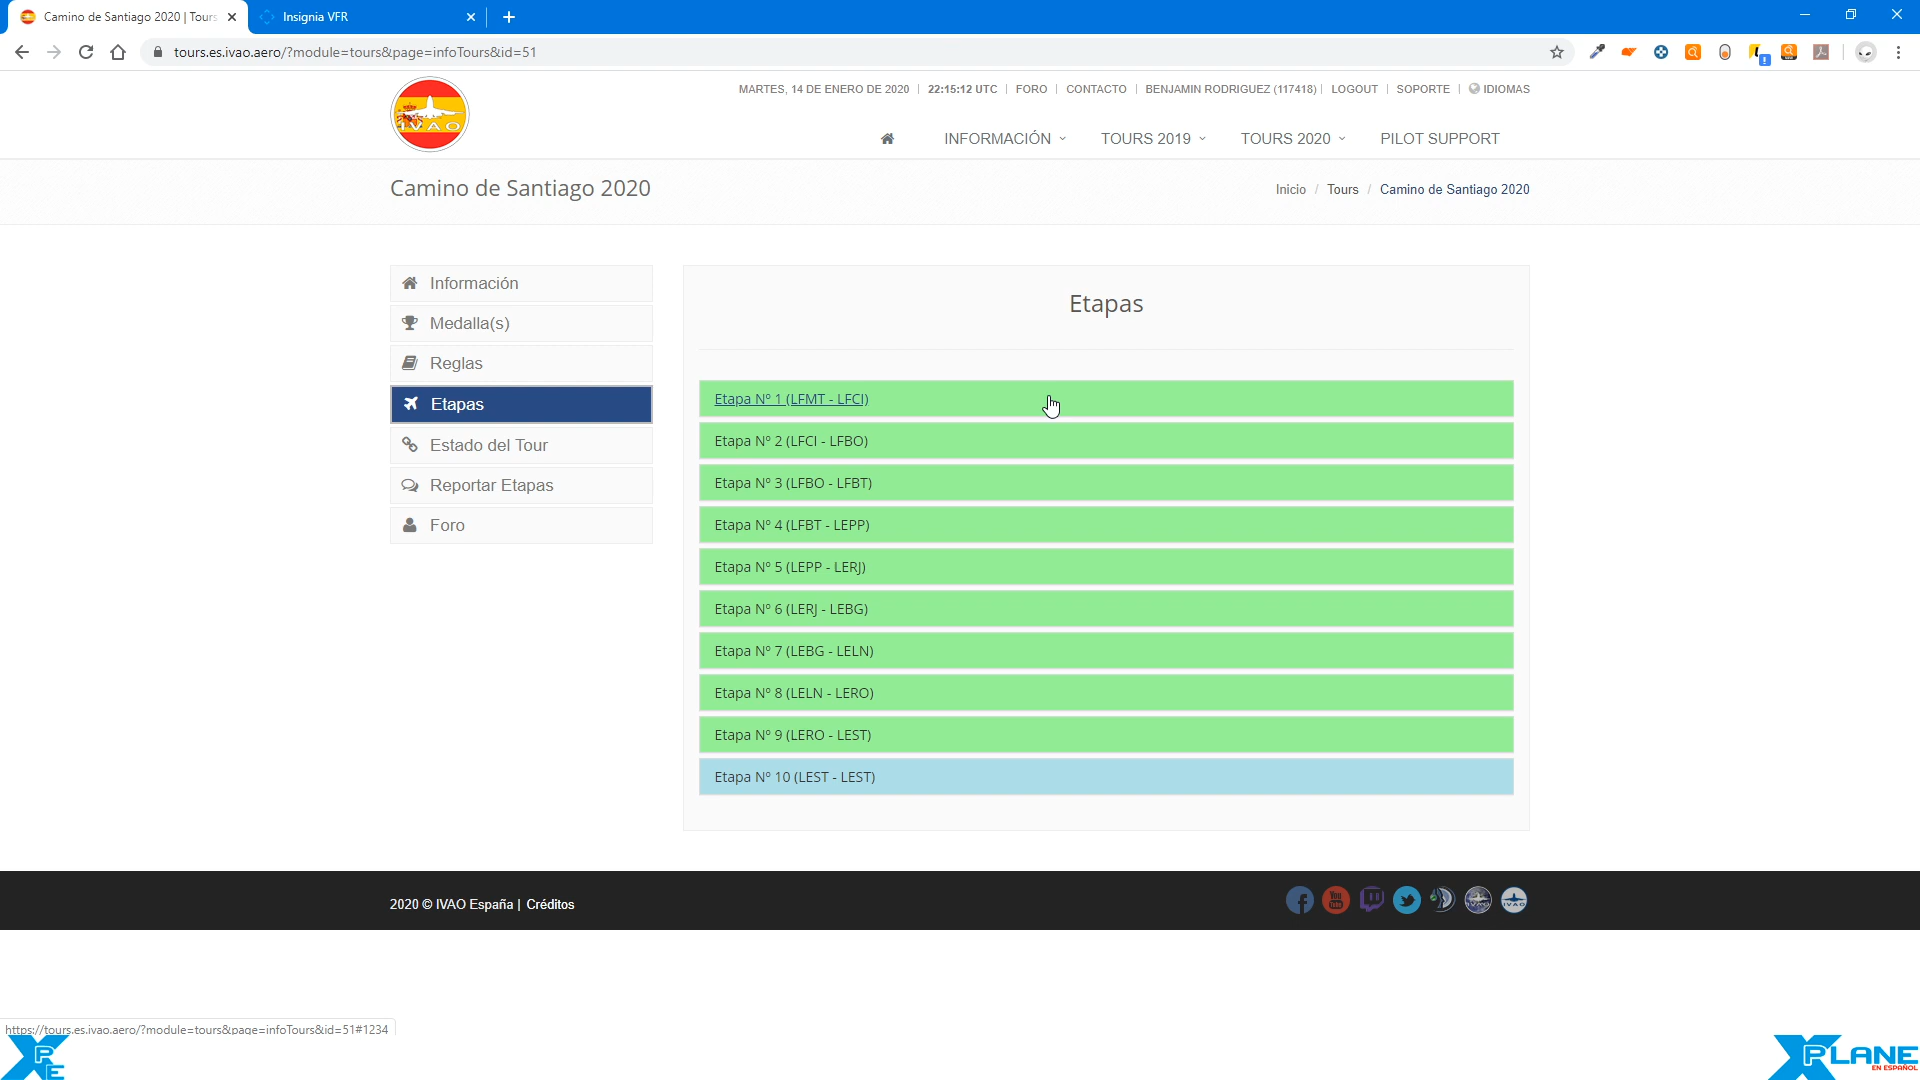 Camino de Santiago 2020 | Tours
Insignia VFR
tours.es.ivao.aero/?module=tours&page=infoTours&id=51
IVAO
MARTES, 14 DE ENERO DE 2020 | 22:15:12 UTC | FORO | CONTACTO | BENJAMIN RODRIGUEZ (117418) | LOGOUT | SOPORTE | IDIOMAS
INFORMACIÓN TOURS 2019 TOURS 2020 PILOT SUPPORT
Camino de Santiago 2020
Inicio / Tours / Camino de Santiago 2020
Información
Medalla(s)
Reglas
Etapas
Estado del Tour
Reportar Etapas
Foro
Etapas
Etapa Nº 1 (LFMT - LFCI)
Etapa Nº 2 (LFCI - LFBO)
Etapa Nº 3 (LFBO - LFBT)
Etapa Nº 4 (LFBT - LEPP)
Etapa Nº 5 (LEPP - LERJ)
Etapa Nº 6 (LERJ - LEBG)
Etapa Nº 7 (LEBG - LELN)
Etapa Nº 8 (LELN - LERO)
Etapa Nº 9 (LERO - LEST)
Etapa Nº 10 (LEST - LEST)
2020 © IVAO España | Créditos
You Tube
IVAO
https://tours.es.ivao.aero/?module=tours&page=infoTours&id=51#1234
XPE
XPLANE
EN ESPAÑOL